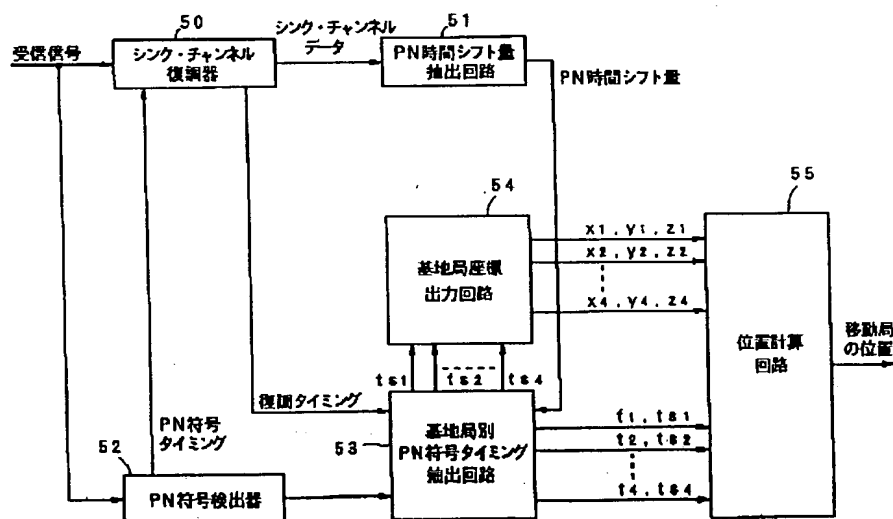 受信信号
50
シンク・チャンネル
復調器
シンク・チャンネル
データ
51
PN時間シフト量
抽出回路
PN時間シフト量
54
基地局座標
出力回路
x1, y1, z1
x2, y2, z2
x4, y4, z4
55
位置計算
回路
移動局
の位置
ts1
ts2
ts4
復調タイミング
PN符号
タイミング
52
PN符号検出器
53
基地局別
PN符号タイミング
抽出回路
t1, ts1
t2, ts2
t4, ts4